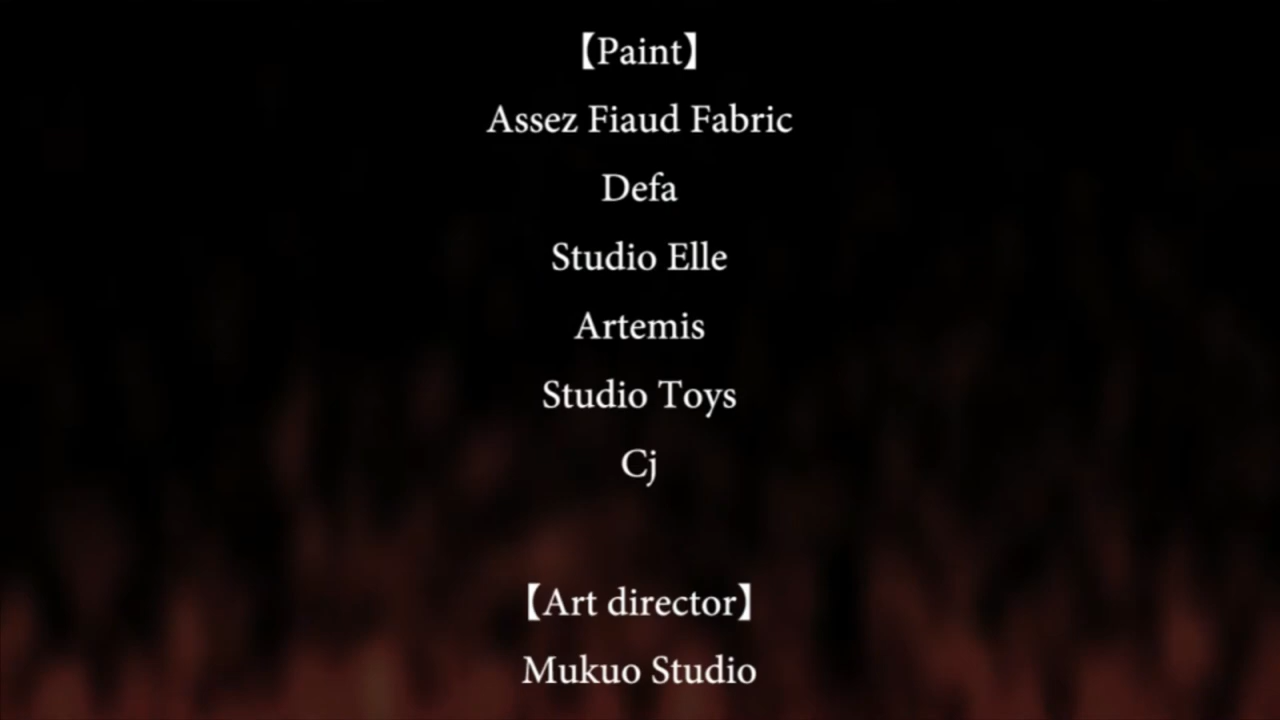 【Paint】
Assez Fiaud Fabric
Defa
Studio Elle
Artemis
Studio Toys
Cj
【Art director】
Mukuo Studio